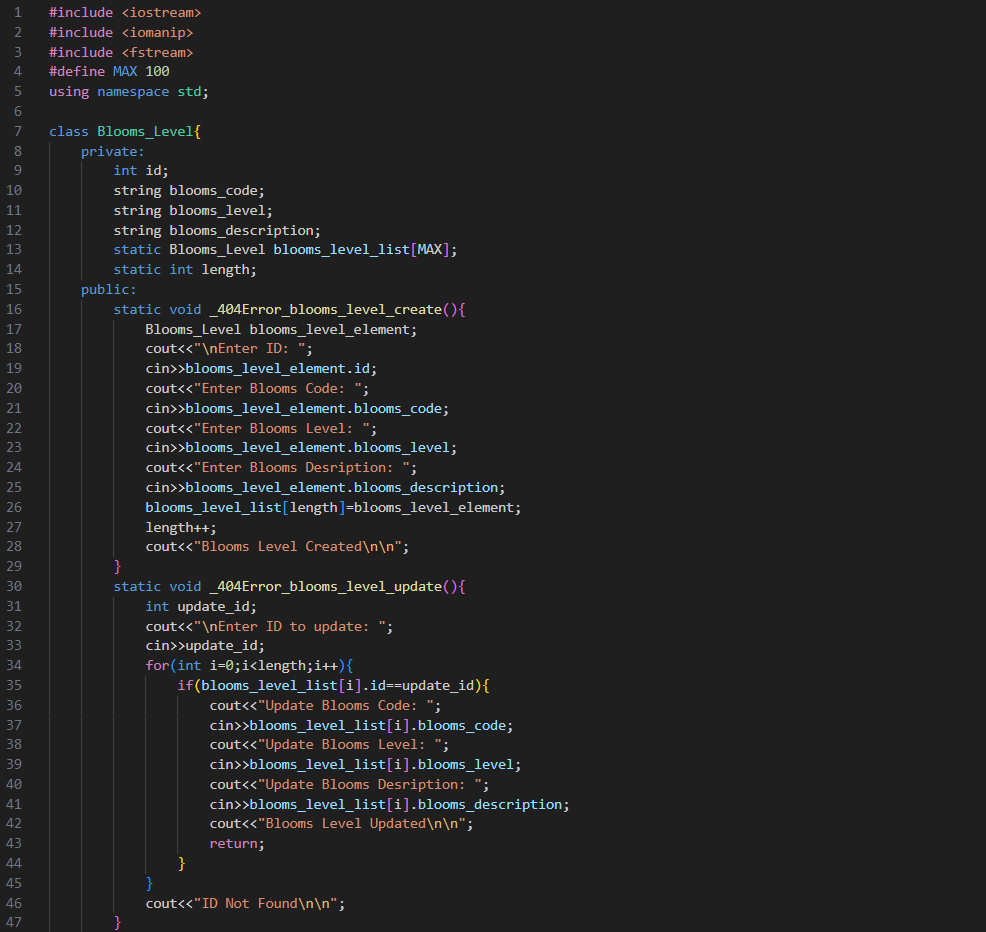 1 #include <iostream>
2 #include <iomanip>
3 #include <fstream>
4 #define MAX 100
5 using namespace std;
6
7 class Blooms_Level{
8     private:
9         int id;
10         string blooms_code;
11         string blooms_level;
12         string blooms_description;
13         static Blooms_Level blooms_level_list[MAX];
14         static int length;
15     public:
16         static void _404Error_blooms_level_create(){
17             Blooms_Level blooms_level_element;
18             cout<<"\nEnter ID: ";
19             cin>>blooms_level_element.id;
20             cout<<"Enter Blooms Code: ";
21             cin>>blooms_level_element.blooms_code;
22             cout<<"Enter Blooms Level: ";
23             cin>>blooms_level_element.blooms_level;
24             cout<<"Enter Blooms Desription: ";
25             cin>>blooms_level_element.blooms_description;
26             blooms_level_list[length]=blooms_level_element;
27             length++;
28             cout<<"Blooms Level Created\n\n";
29         }
30         static void _404Error_blooms_level_update(){
31             int update_id;
32             cout<<"\nEnter ID to update: ";
33             cin>>update_id;
34             for(int i=0;i<length;i++){
35                 if(blooms_level_list[i].id==update_id){
36                     cout<<"Update Blooms Code: ";
37                     cin>>blooms_level_list[i].blooms_code;
38                     cout<<"Update Blooms Level: ";
39                     cin>>blooms_level_list[i].blooms_level;
40                     cout<<"Update Blooms Desription: ";
41                     cin>>blooms_level_list[i].blooms_description;
42                     cout<<"Blooms Level Updated\n\n";
43                     return;
44                 }
45             }
46             cout<<"ID Not Found\n\n";
47         }